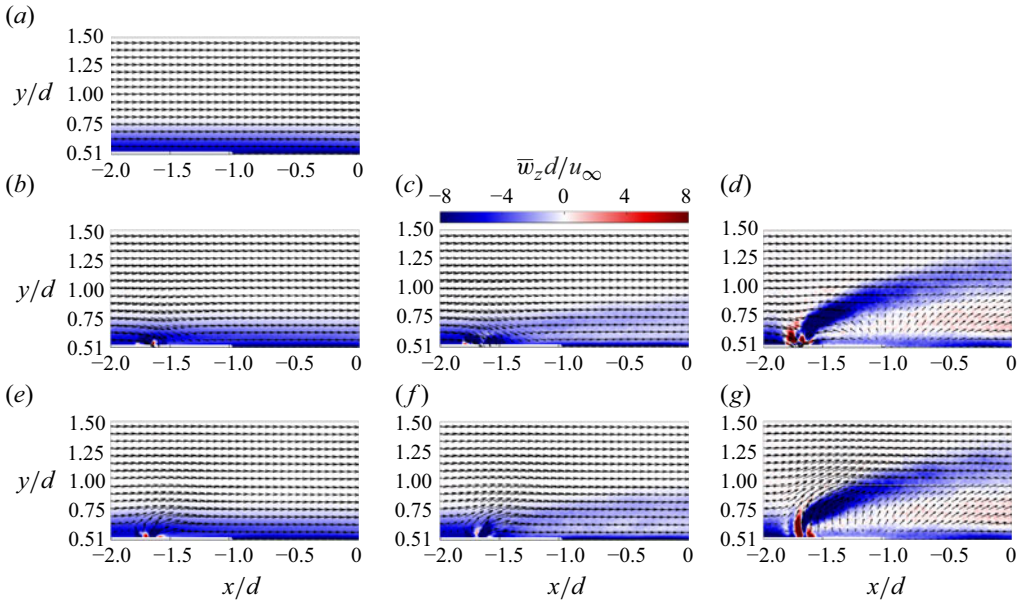 (a)
1.50
1.25
y/d 1.00
0.75
0.51
−2.0 −1.5 −1.0 −0.5 0
w̅_z d/u_∞
(b) (c) −8 −4 0 4 8 (d)
1.50 1.50 1.50
1.25 1.25 1.25
y/d 1.00 1.00 1.00
0.75 0.75 0.75
0.51 0.51 0.51
−2.0 −1.5 −1.0 −0.5 0 −2.0 −1.5 −1.0 −0.5 0 −2.0 −1.5 −1.0 −0.5 0
(e) (f) (g)
1.50 1.50 1.50
1.25 1.25 1.25
y/d 1.00 1.00 1.00
0.75 0.75 0.75
0.51 0.51 0.51
−2.0 −1.5 −1.0 −0.5 0 −2.0 −1.5 −1.0 −0.5 0 −2.0 −1.5 −1.0 −0.5 0
x/d x/d x/d